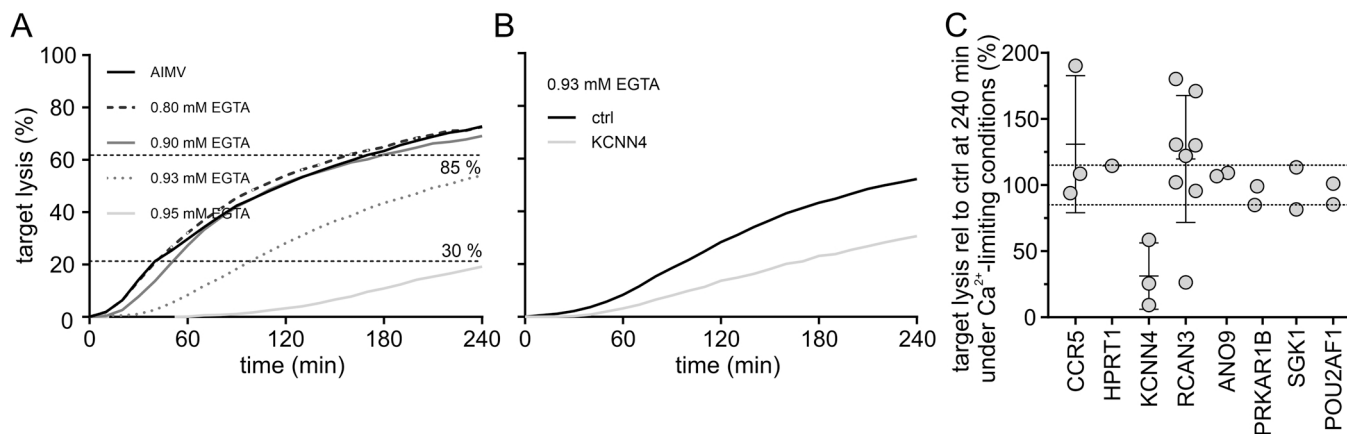 A
target lysis (%)
100
80
60
40
20
0
AIMV
0.80 mM EGTA
0.90 mM EGTA
0.93 mM EGTA
0.95 mM EGTA
85 %
30 %
0
60
120
180
240
time (min)
B
0.93 mM EGTA
ctrl
KCNN4
0
60
120
180
240
time (min)
C
target lysis rel to ctrl at 240 min
under Ca²⁺-limiting conditions (%)
200
150
100
50
0
CCR5
HPRT1
KCNN4
RCAN3
ANO9
PRKAR1B
SGK1
POU2AF1